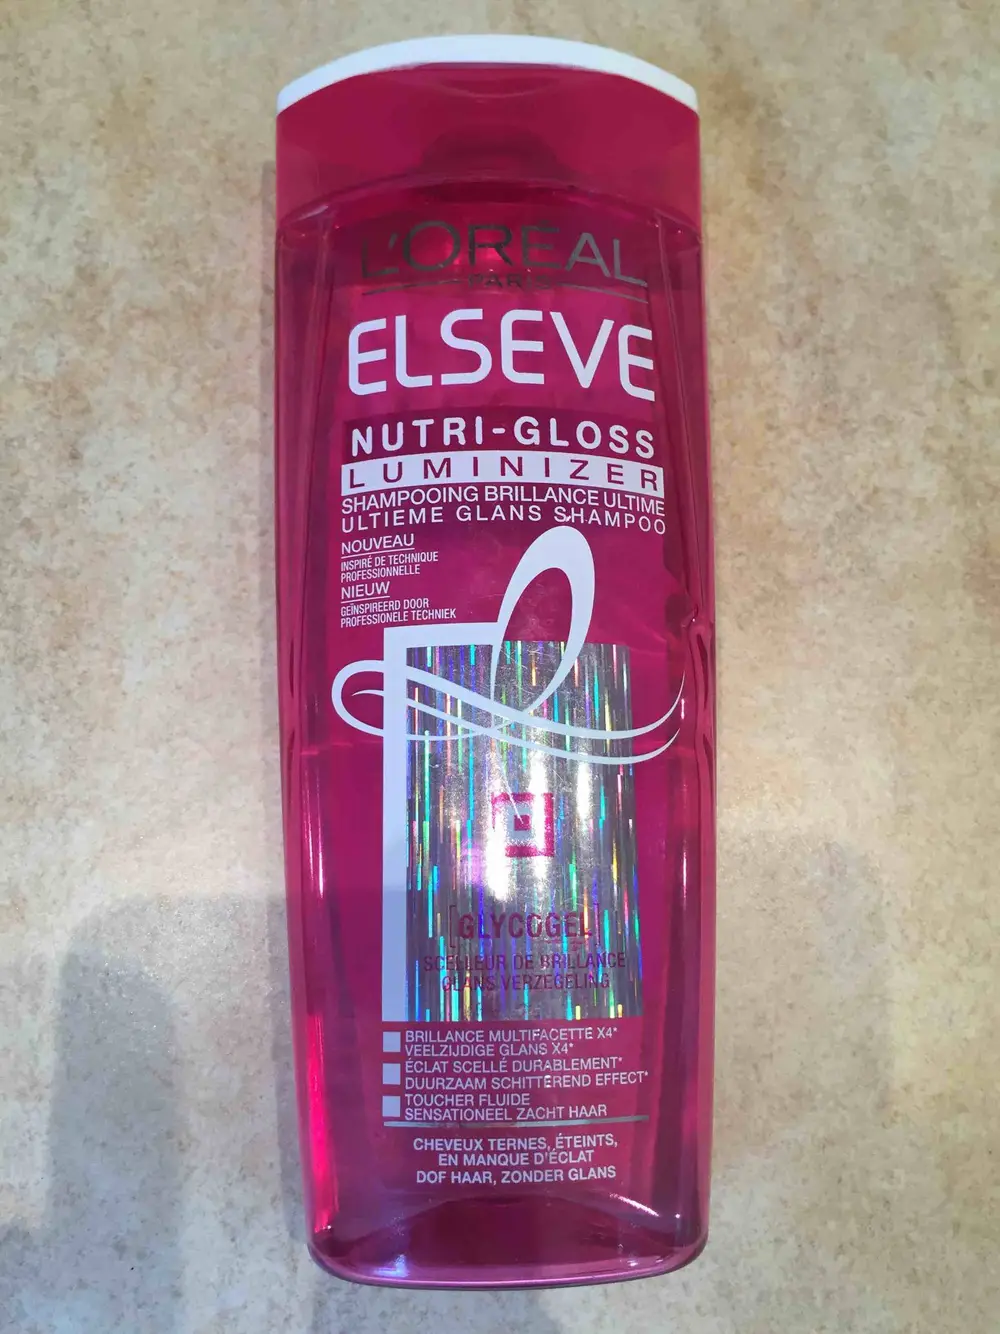 L'ORÉAL
PARIS
ELSEVE
NUTRI-GLOSS
LUMINIZER
SHAMPOOING BRILLANCE ULTIME
ULTIEME GLANS SHAMPOO
NOUVEAU
INSPIRÉ DE TECHNIQUE
PROFESSIONNELLE
NIEUW
GEÏNSPIREERD DOOR
PROFESSIONELE TECHNIEK
[GLYCOGEL]
SCELLEUR DE BRILLANCE
GLANS VERZEGELING
BRILLANCE MULTIFACETTE X4*
VEELZIJDIGE GLANS X4*
ÉCLAT SCELLÉ DURABLEMENT*
DUURZAAM SCHITTEREND EFFECT*
TOUCHER FLUIDE
SENSATIONEEL ZACHT HAAR
CHEVEUX TERNES, ÉTEINTS,
EN MANQUE D'ÉCLAT
DOF HAAR, ZONDER GLANS